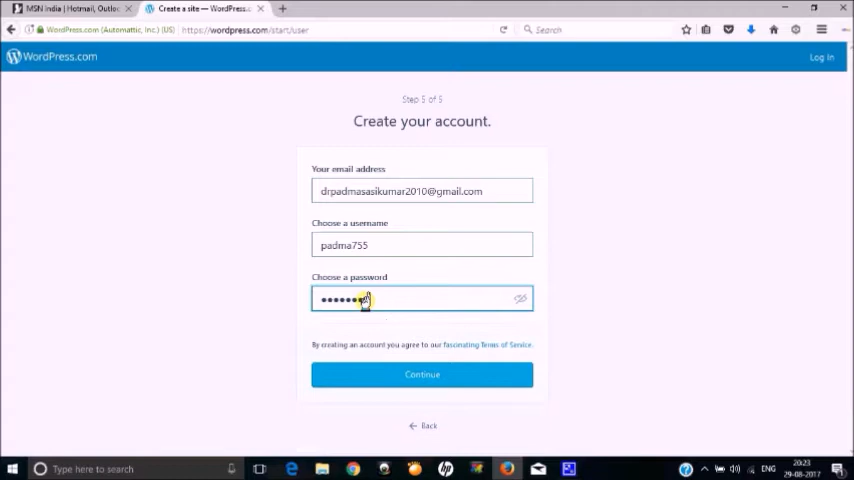 MSN India | Hotmail, Outloo
Create a site — WordPress.c
WordPress.com (Automattic, Inc.) (US)
https://wordpress.com/start/user
Search
WordPress.com
Log In
Step 5 of 5
Create your account.
Your email address
drpadmasasikumar2010@gmail.com
Choose a username
padma755
Choose a password
By creating an account you agree to our fascinating Terms of Service.
Continue
Back
Type here to search
ENG
20:23
29-08-2017